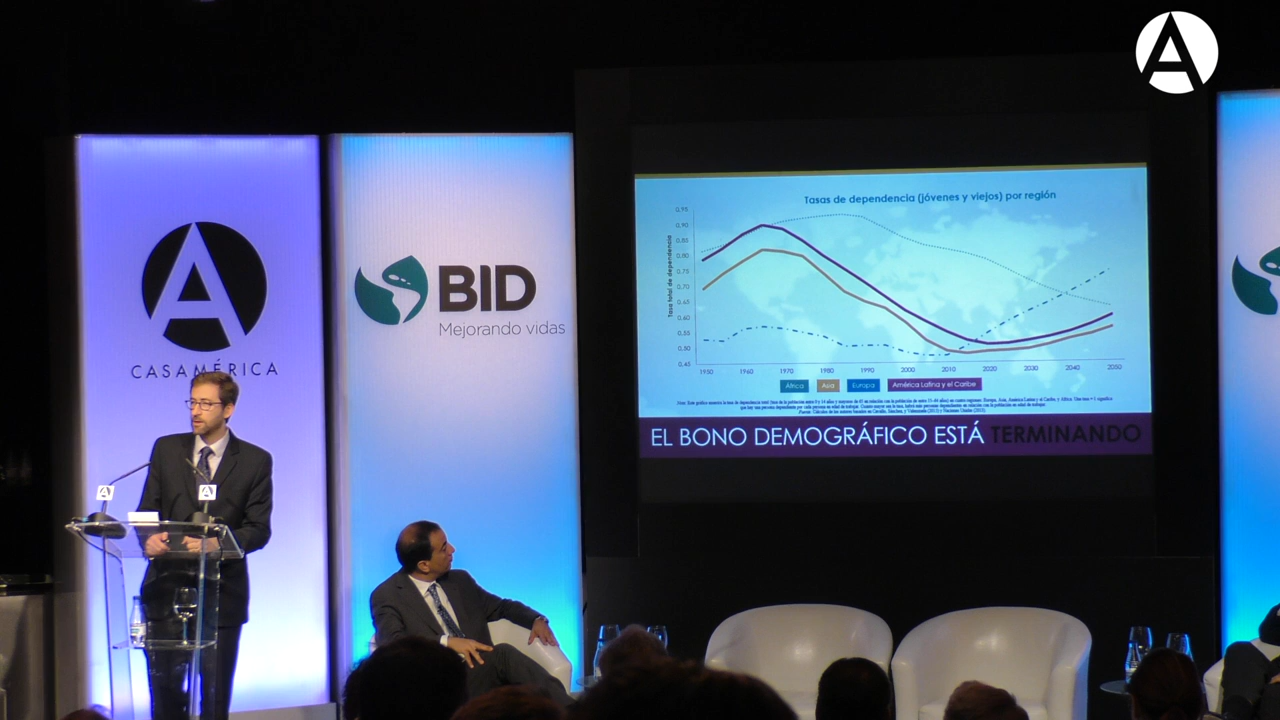 A
A
CASAMÉRICA
BID
Mejorando vidas
A
A
Tasas de dependencia (jóvenes y viejos) por región
Tasa total de dependencia
0,95
0,90
0,85
0,80
0,75
0,70
0,65
0,60
0,55
0,50
0,45
1950 1960 1970 1980 1990 2000 2010 2020 2030 2040 2050
África Asia Europa América Latina y el Caribe
EL BONO DEMOGRÁFICO ESTÁ TERMINANDO